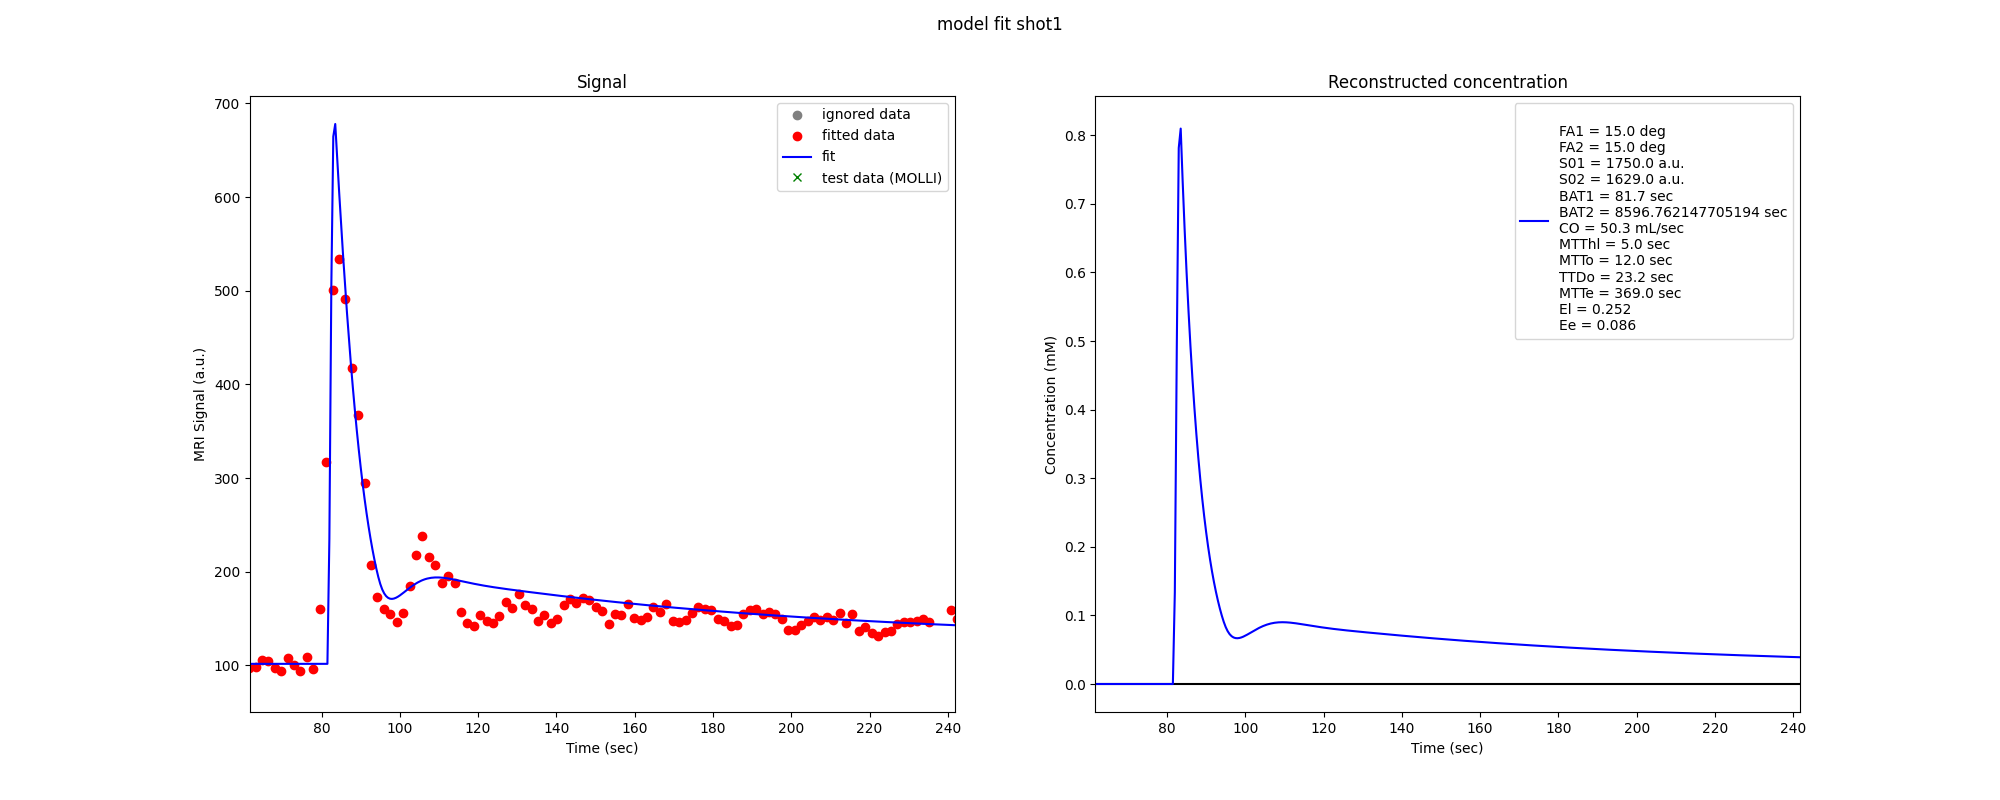 model fit shot1
Signal
700
600
500
400
300
200
100
MRI Signal (a.u.)
80 100 120 140 160 180 200 220 240
Time (sec)
ignored data
fitted data
fit
test data (MOLLI)
Reconstructed concentration
0.8
0.7
0.6
0.5
0.4
0.3
0.2
0.1
0.0
Concentration (mM)
80 100 120 140 160 180 200 220 240
Time (sec)
FA1 = 15.0 deg
FA2 = 15.0 deg
S01 = 1750.0 a.u.
S02 = 1629.0 a.u.
BAT1 = 81.7 sec
BAT2 = 8596.762147705194 sec
CO = 50.3 mL/sec
MTThl = 5.0 sec
MTTo = 12.0 sec
TTDo = 23.2 sec
MTTe = 369.0 sec
El = 0.252
Ee = 0.086